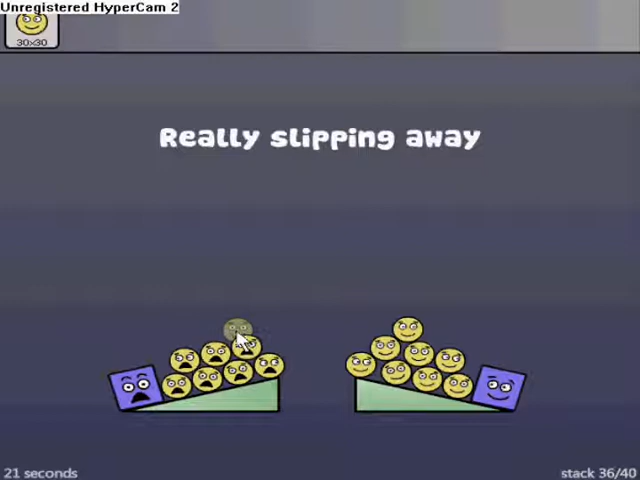 Unregistered HyperCam 2
30x30
Really slipping away
21 seconds
stack 36/40